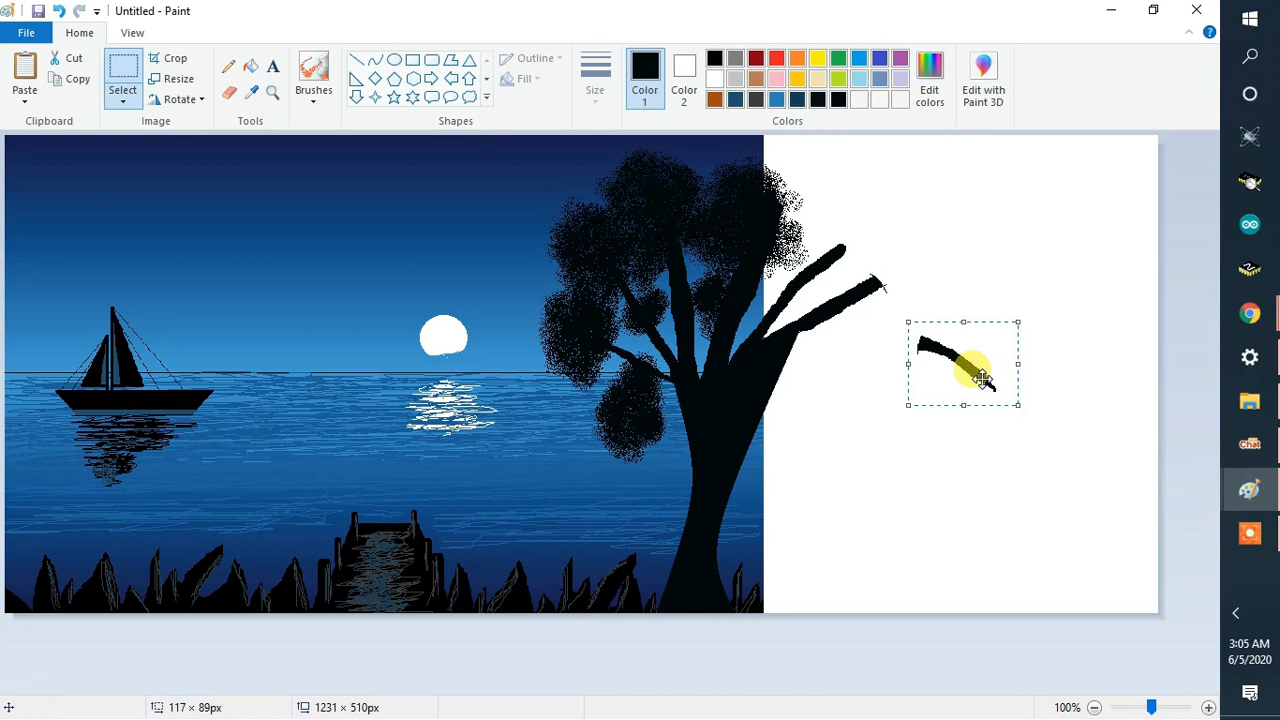 Untitled - Paint
File
Home
View
Paste
Cut
Copy
Clipboard
Select
Crop
Resize
Rotate
Image
A
Tools
Brushes
Outline
Fill
Shapes
Size
Color
1
Color
2
Edit
colors
Colors
Edit with
Paint 3D
Chat
3:05 AM
6/5/2020
117 × 89px
1231 × 510px
100%